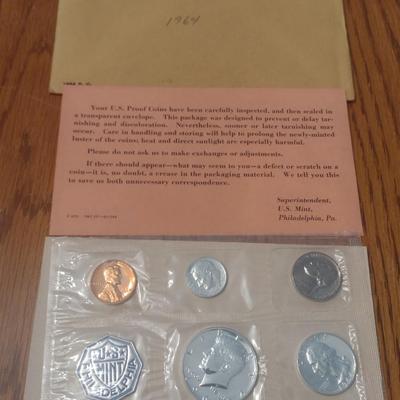 1964
Your U.S. Proof Coins have been carefully inspected, and then sealed in
a transparent envelope. This package was designed to prevent or delay tar-
nishing and discoloration. Nevertheless, sooner or later tarnishing may
occur. Care in handling and storing will help to prolong the newly-minted
luster of the coins; heat and direct sunlight are especially harmful.
Please do not ask us to make exchanges or adjustments.
If there should appear—what may seem to you—a defect or scratch on a
coin—it is, no doubt, a crease in the packaging material. We tell you this
to save us both unnecessary correspondence.
Superintendent,
U.S. Mint,
Philadelphia, Pa.
U.S.
MINT
PHILADELPHIA